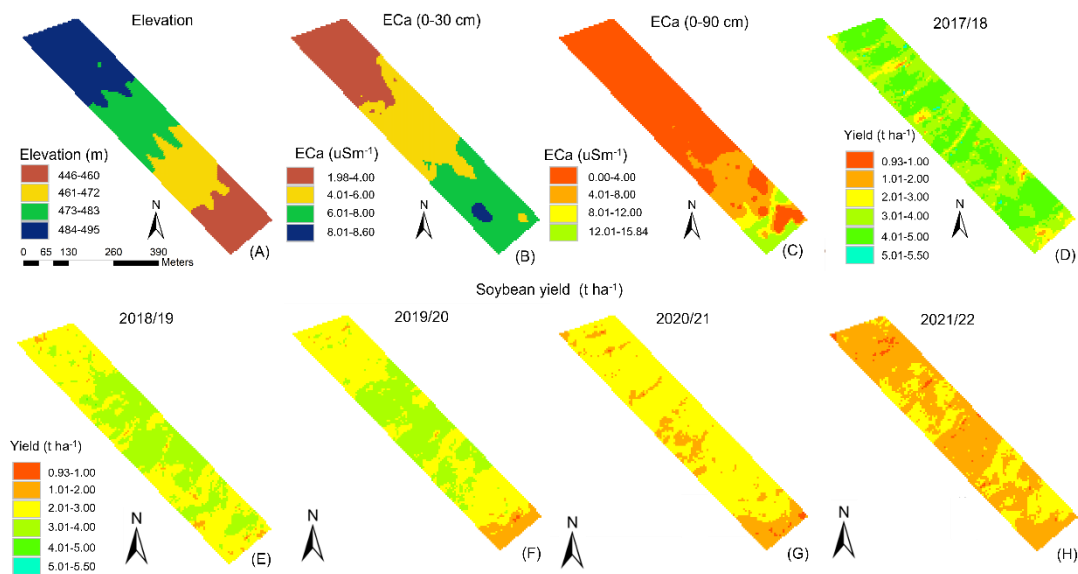 Elevation
Elevation (m)
446-460
461-472
473-483
484-495
N
0 65 130 260 390
Meters
(A)
ECa (0-30 cm)
ECa (uSm⁻¹)
1.98-4.00
4.01-6.00
6.01-8.00
8.01-8.60
N
(B)
ECa (0-90 cm)
ECa (uSm⁻¹)
0.00-4.00
4.01-8.00
8.01-12.00
12.01-15.84
N
(C)
2017/18
Yield (t ha⁻¹)
0.93-1.00
1.01-2.00
2.01-3.00
3.01-4.00
4.01-5.00
5.01-5.50
N
(D)
Soybean yield (t ha⁻¹)
2018/19
Yield (t ha⁻¹)
0.93-1.00
1.01-2.00
2.01-3.00
3.01-4.00
4.01-5.00
5.01-5.50
N
(E)
2019/20
N
(F)
2020/21
N
(G)
2021/22
N
(H)